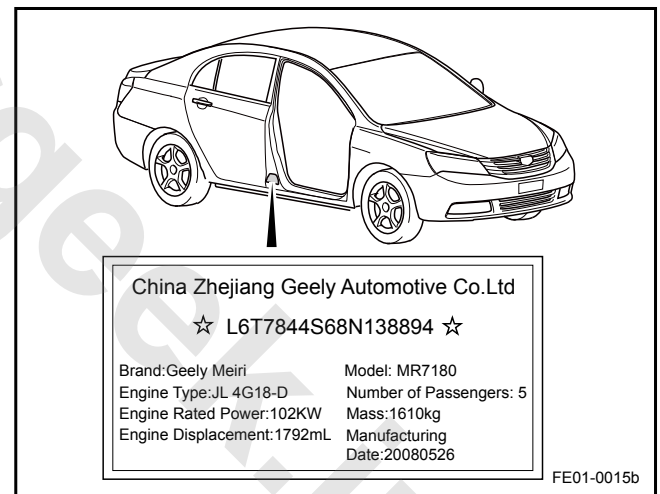 China Zhejiang Geely Automotive Co.Ltd
☆ L6T7844S68N138894 ☆
Brand:Geely Meiri
Engine Type:JL 4G18-D
Engine Rated Power:102KW
Engine Displacement:1792mL
Model: MR7180
Number of Passengers: 5
Mass:1610kg
Manufacturing
Date:20080526
FE01-0015b